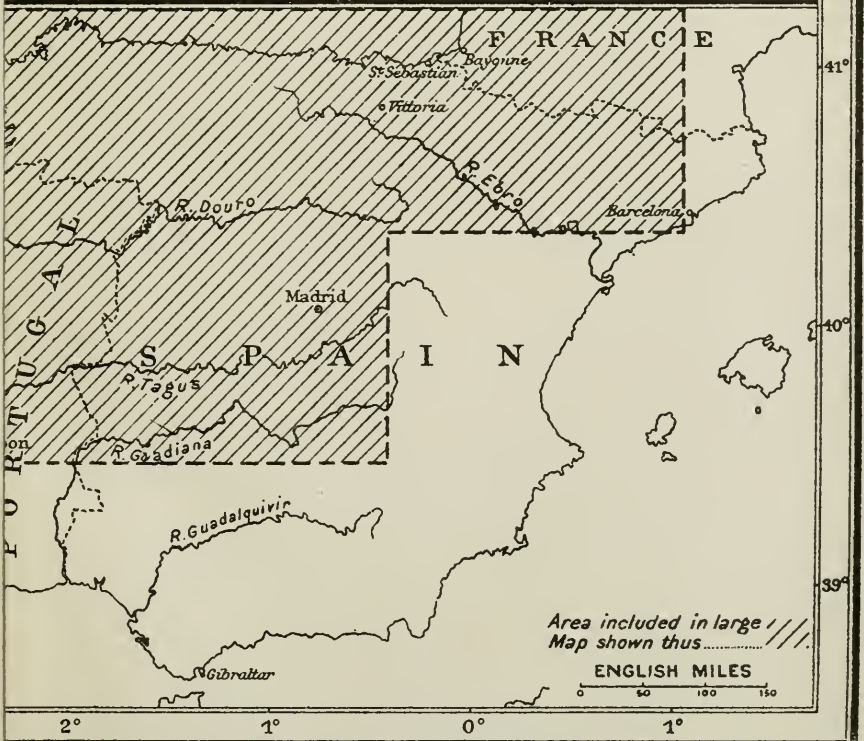 FRANCE
Bayonne
St. Sebastian
Vittoria
41°
R. Ebro
R. Douro
Barcelona
PORTUGAL
Madrid
40°
SPAIN
R. Tagus
on
R. Guadiana
R. Guadalquivir
39°
Area included in large
Map shown thus
ENGLISH MILES
0 50 100 150
Gibraltar
2° 1° 0° 1°